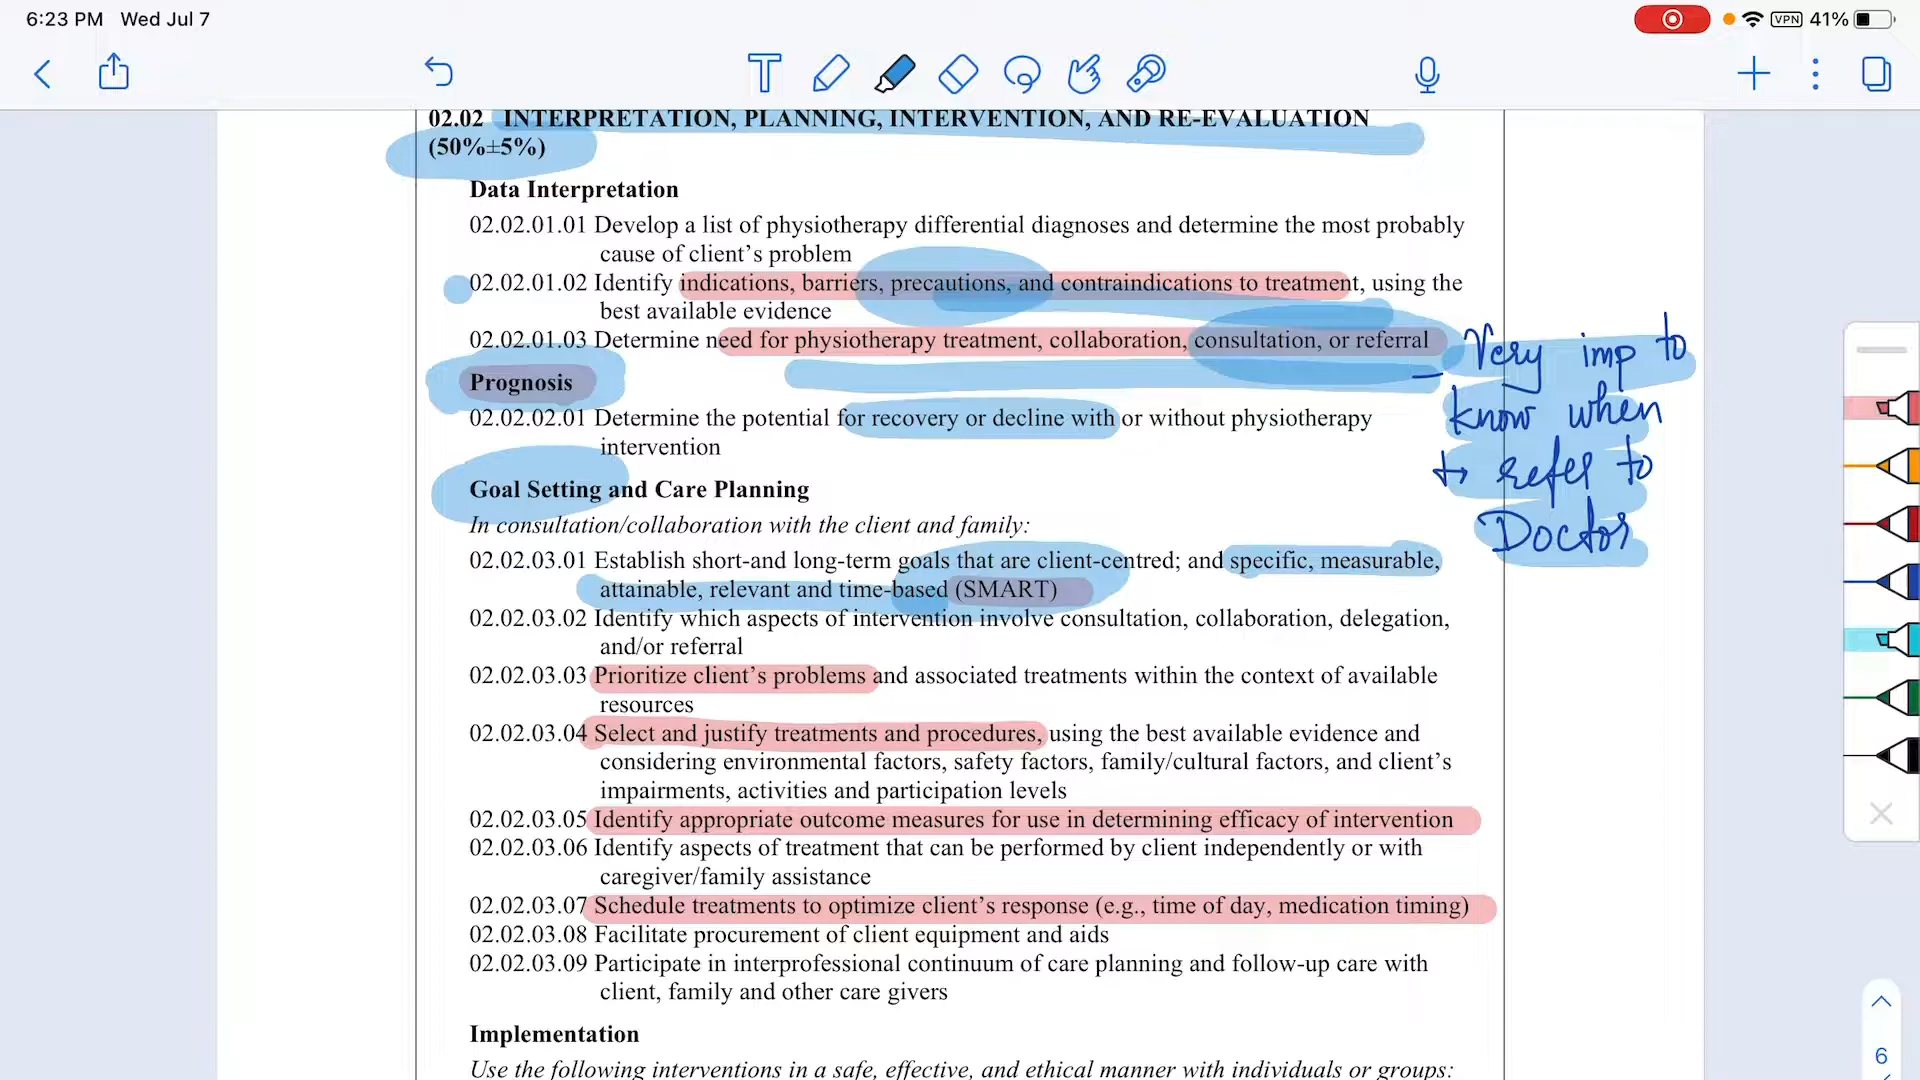 6:23 PM Wed Jul 7
VPN 41%
02.02 INTERPRETATION, PLANNING, INTERVENTION, AND RE-EVALUATION
(50%±5%)
Data Interpretation
02.02.01.01 Develop a list of physiotherapy differential diagnoses and determine the most probably
cause of client’s problem
02.02.01.02 Identify indications, barriers, precautions, and contraindications to treatment, using the
best available evidence
02.02.01.03 Determine need for physiotherapy treatment, collaboration, consultation, or referral
Very imp to
know when
to refer to
Doctor
Prognosis
02.02.02.01 Determine the potential for recovery or decline with or without physiotherapy
intervention
Goal Setting and Care Planning
In consultation/collaboration with the client and family:
02.02.03.01 Establish short-and long-term goals that are client-centred; and specific, measurable,
attainable, relevant and time-based (SMART)
02.02.03.02 Identify which aspects of intervention involve consultation, collaboration, delegation,
and/or referral
02.02.03.03 Prioritize client’s problems and associated treatments within the context of available
resources
02.02.03.04 Select and justify treatments and procedures, using the best available evidence and
considering environmental factors, safety factors, family/cultural factors, and client’s
impairments, activities and participation levels
02.02.03.05 Identify appropriate outcome measures for use in determining efficacy of intervention
02.02.03.06 Identify aspects of treatment that can be performed by client independently or with
caregiver/family assistance
02.02.03.07 Schedule treatments to optimize client’s response (e.g., time of day, medication timing)
02.02.03.08 Facilitate procurement of client equipment and aids
02.02.03.09 Participate in interprofessional continuum of care planning and follow-up care with
client, family and other care givers
Implementation
Use the following interventions in a safe, effective, and ethical manner with individuals or groups:
6